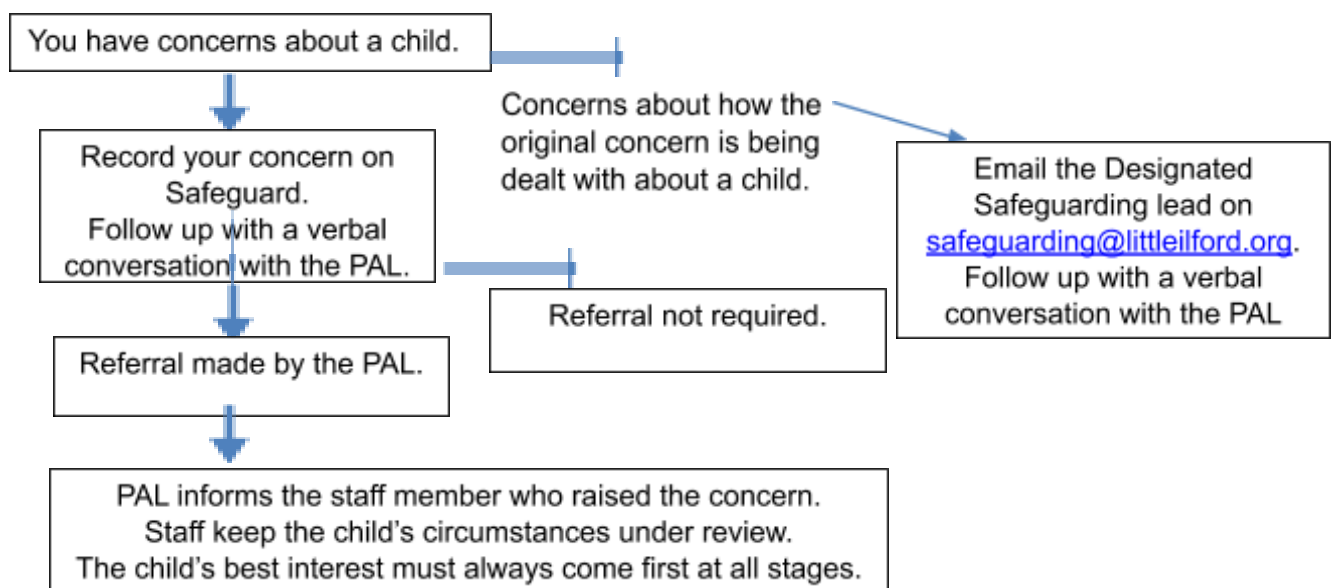 You have concerns about a child.
Concerns about how the
original concern is being
dealt with about a child.
Record your concern on
Safeguard.
Follow up with a verbal
conversation with the PAL.
Email the Designated
Safeguarding lead on
safeguarding@littleilford.org.
Follow up with a verbal
conversation with the PAL
Referral not required.
Referral made by the PAL.
PAL informs the staff member who raised the concern.
Staff keep the child’s circumstances under review.
The child’s best interest must always come first at all stages.